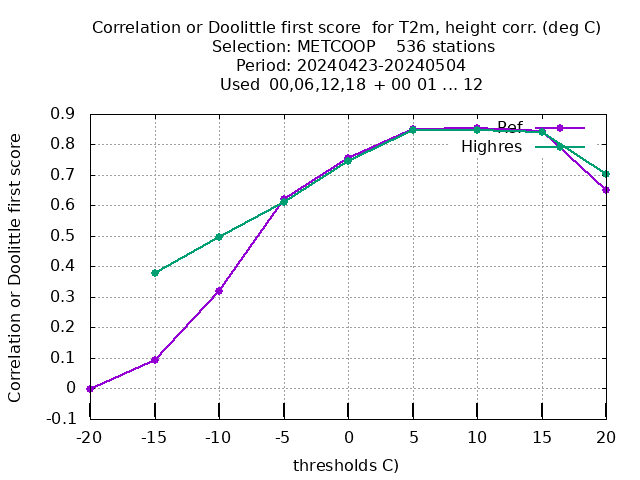 Correlation or Doolittle first score  for T2m, height corr. (deg C)
Selection: METCOOP    536 stations
Period: 20240423-20240504
Used  00,06,12,18  + 00 01 ... 12
Correlation or Doolittle first score
0.9
0.8
0.7
0.6
0.5
0.4
0.3
0.2
0.1
0
-0.1
Ref
Highres
-20 -15 -10 -5 0 5 10 15 20
thresholds C)